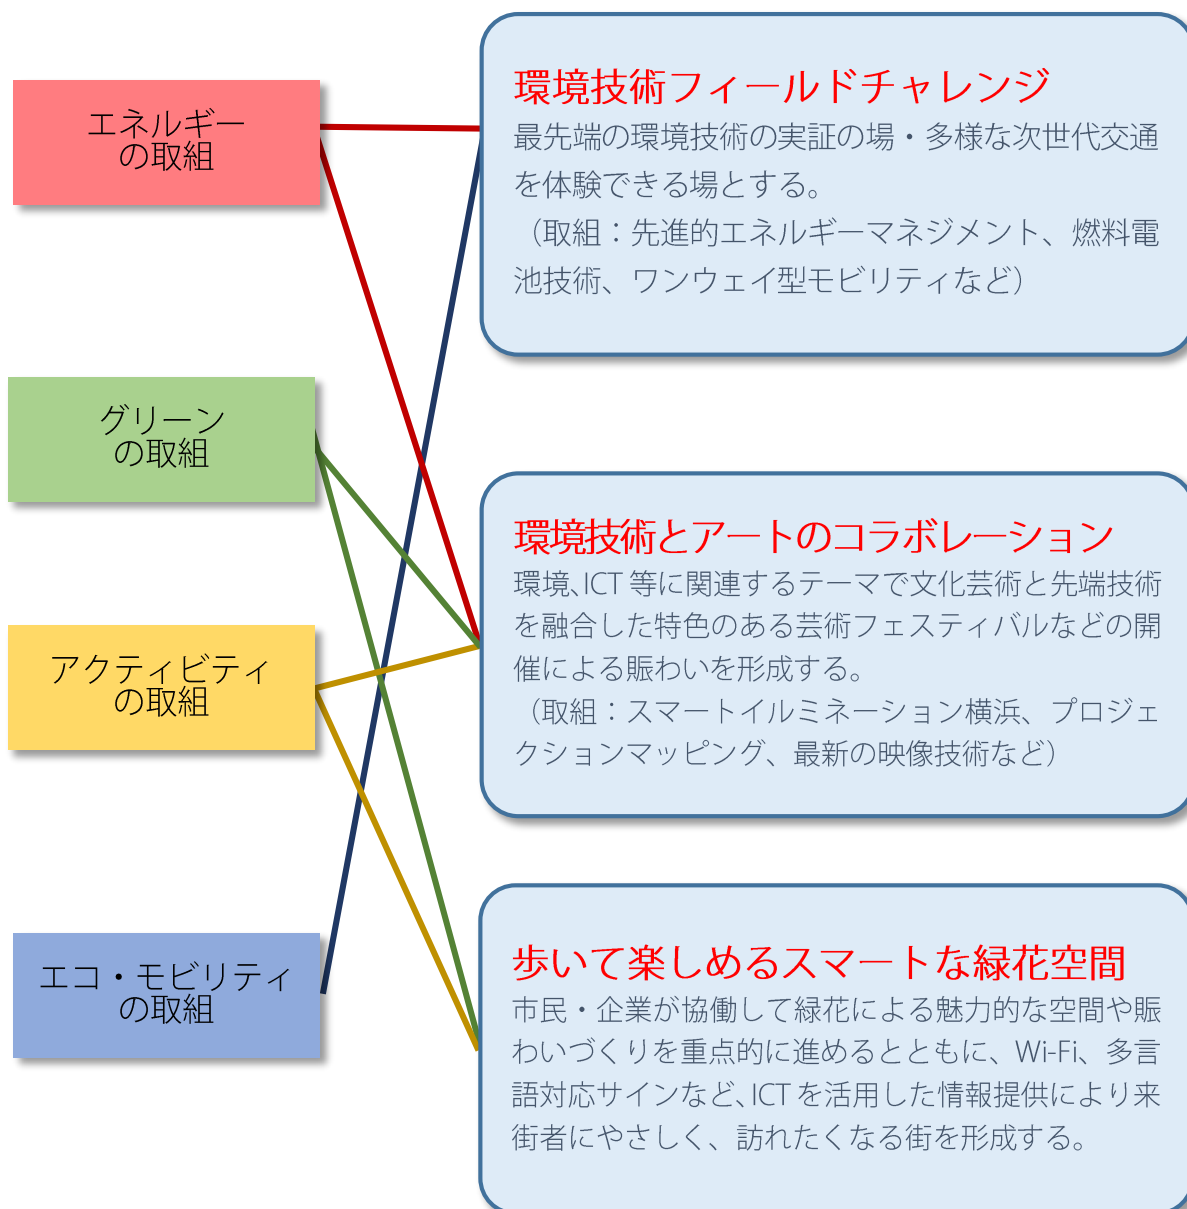 エネルギー
の取組
グリーン
の取組
アクティビティ
の取組
エコ・モビリティ
の取組
環境技術フィールドチャレンジ
最先端の環境技術の実証の場・多様な次世代交通
を体験できる場とする。
（取組：先進的エネルギーマネジメント、燃料電
池技術、ワンウェイ型モビリティなど）
環境技術とアートのコラボレーション
環境、ICT 等に関連するテーマで文化芸術と先端技術
を融合した特色のある芸術フェスティバルなどの開
催による賑わいを形成する。
（取組：スマートイルミネーション横浜、プロジェ
クションマッピング、最新の映像技術など）
歩いて楽しめるスマートな緑花空間
市民・企業が協働して緑花による魅力的な空間や賑
わいづくりを重点的に進めるとともに、Wi-Fi、多言
語対応サインなど、ICT を活用した情報提供により来
街者にやさしく、訪れたくなる街を形成する。